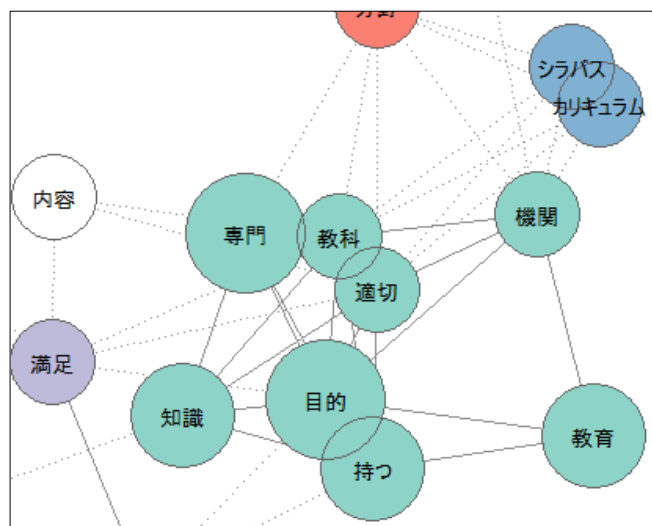 シラバス
カリキュラム
内容
専門
教科
機関
適切
満足
知識
目的
教育
持つ